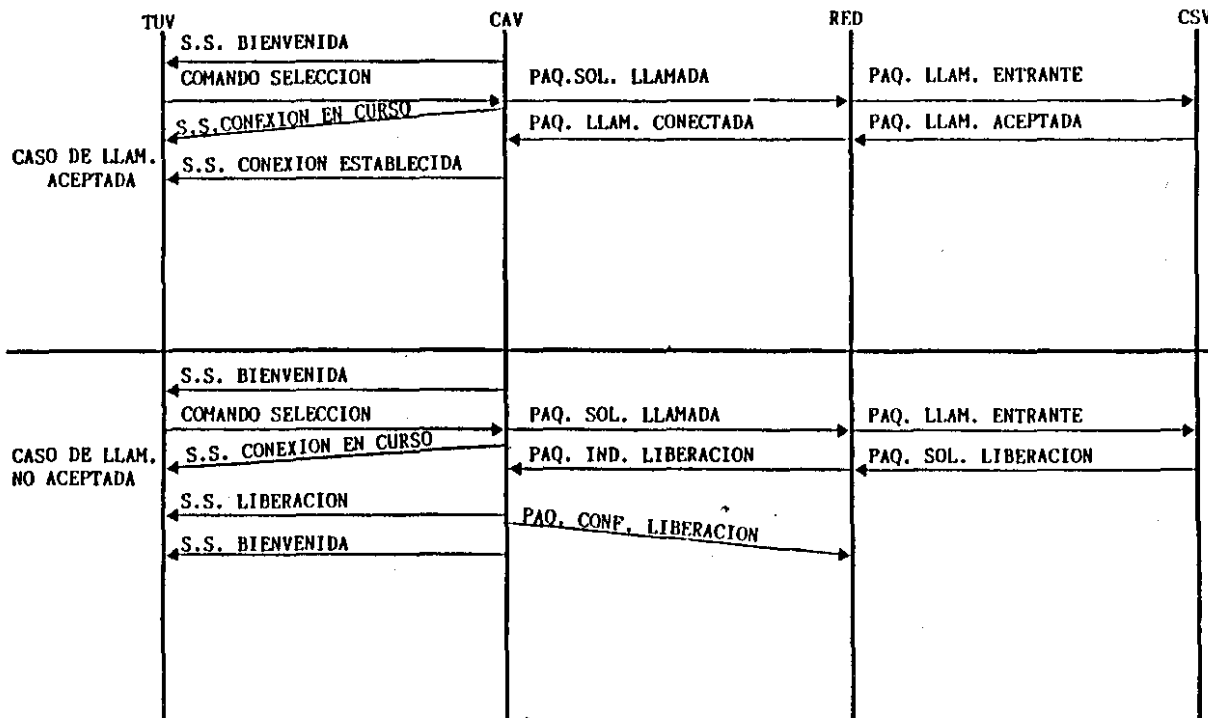 TUV CAV RED CSV
S.S. BIENVENIDA
COMANDO SELECCION PAQ.SOL. LLAMADA PAQ. LLAM. ENTRANTE
S.S.CONEXION EN CURSO PAQ. LLAM. CONECTADA PAQ. LLAM. ACEPTADA
CASO DE LLAM.
ACEPTADA
S.S. CONEXION ESTABLECIDA
S.S. BIENVENIDA
COMANDO SELECCION PAQ. SOL. LLAMADA PAQ. LLAM. ENTRANTE
S.S. CONEXION EN CURSO PAQ. IND. LIBERACION PAQ. SOL. LIBERACION
CASO DE LLAM.
NO ACEPTADA
S.S. LIBERACION PAQ. CONF. LIBERACION
S.S. BIENVENIDA